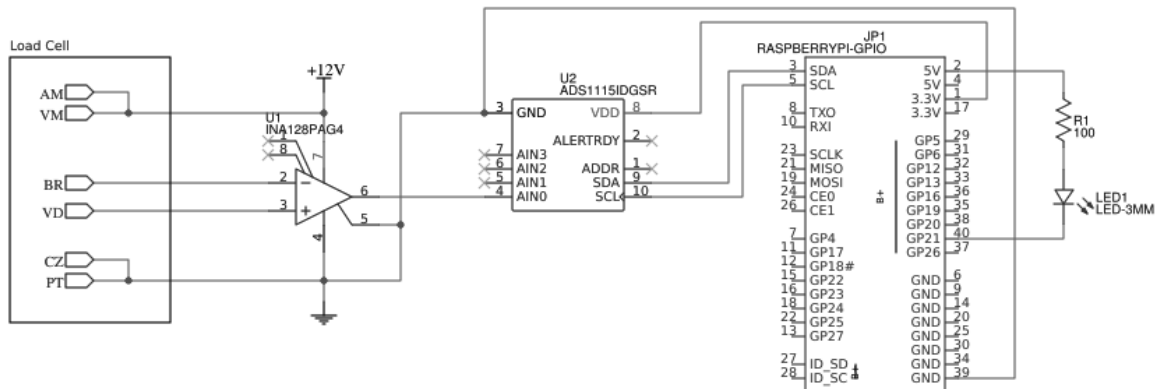 Load Cell
AM
VM
BR
VD
CZ
PT
+12V
U1
INA128PAG4
1
8
7
2
3
6
5
4
U2
ADS1115IDGSR
3 GND
VDD 8
ALERTRDY 2
7 AIN3
6 AIN2
ADDR 1
5 AIN1
SDA 9
4 AIN0
SCL 10
JP1
RASPBERRYPI-GPIO
3 SDA
5 SCL
8 TXO
10 RXI
23 SCLK
21 MISO
19 MOSI
24 CE0
26 CE1
7 GP4
11 GP17
12 GP18#
15 GP22
16 GP23
18 GP24
22 GP25
13 GP27
27 ID_SD
28 ID_SC
B+
5V 2
5V 4
3.3V 1
3.3V 17
GP5 29
GP6 31
GP12 32
GP13 33
GP16 36
GP19 35
GP20 38
GP21 40
GP26 37
GND 6
GND 9
GND 14
GND 20
GND 25
GND 30
GND 34
GND 39
R1
100
LED1
LED-3MM